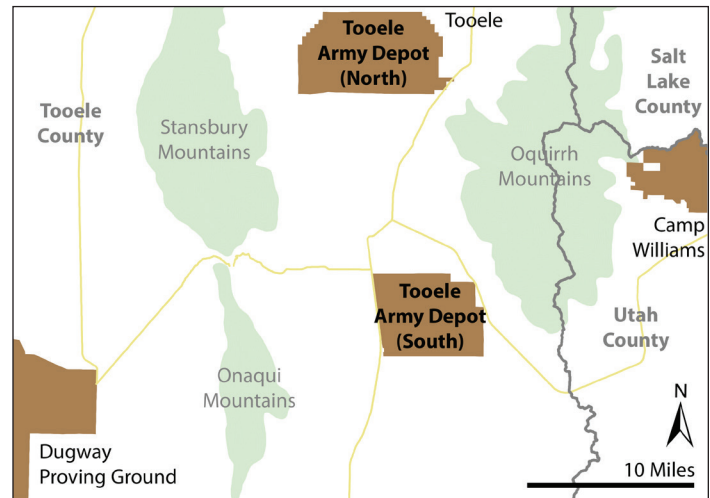 Tooele
Army Depot
(North)
Tooele
Salt
Lake
County
Tooele
County
Stansbury
Mountains
Oquirrh
Mountains
Camp
Williams
Tooele
Army Depot
(South)
Utah
County
Onaqui
Mountains
N
Dugway
Proving Ground
10 Miles